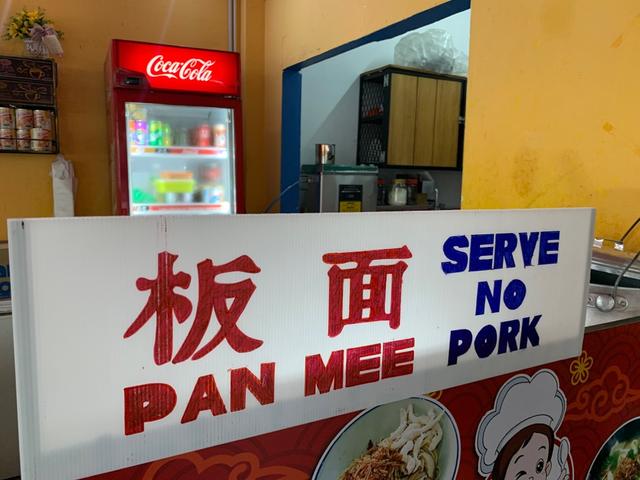 Coca-Cola
板面
PAN MEE
SERVE
NO
PORK